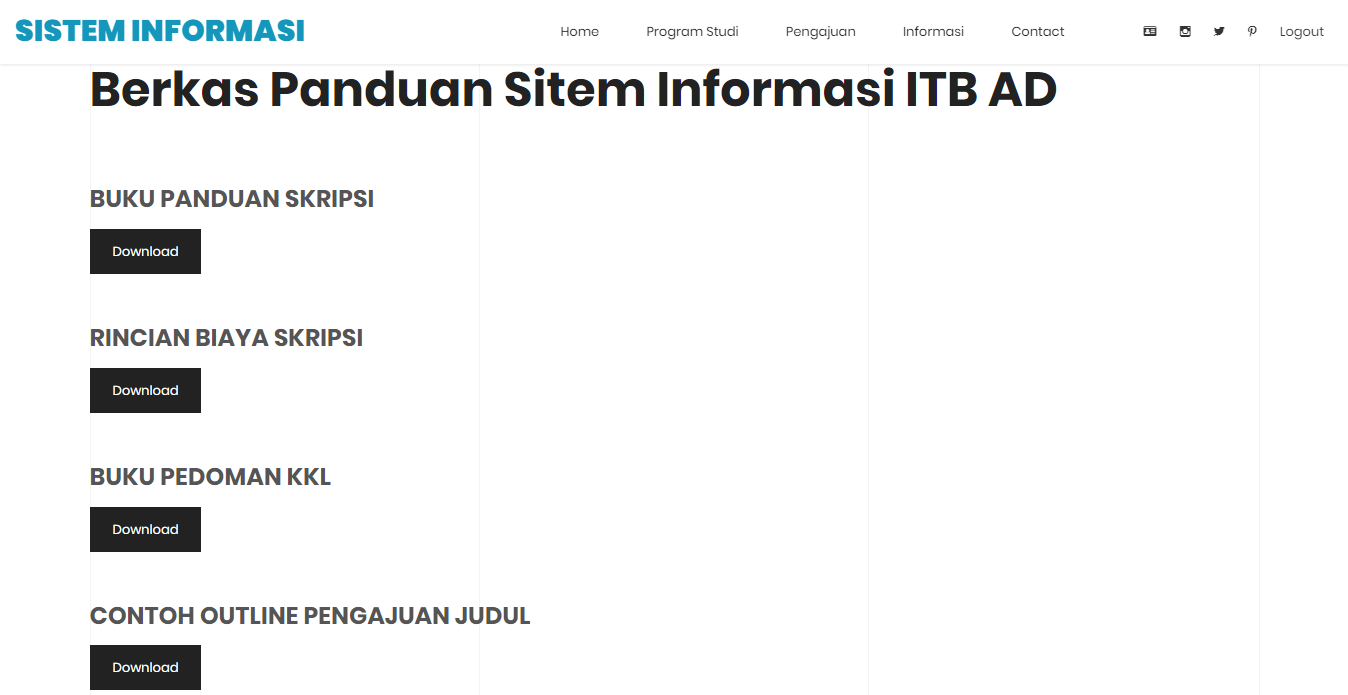 SISTEM INFORMASI
Home Program Studi Pengajuan Informasi Contact Logout
Berkas Panduan Sitem Informasi ITB AD
BUKU PANDUAN SKRIPSI
Download
RINCIAN BIAYA SKRIPSI
Download
BUKU PEDOMAN KKL
Download
CONTOH OUTLINE PENGAJUAN JUDUL
Download